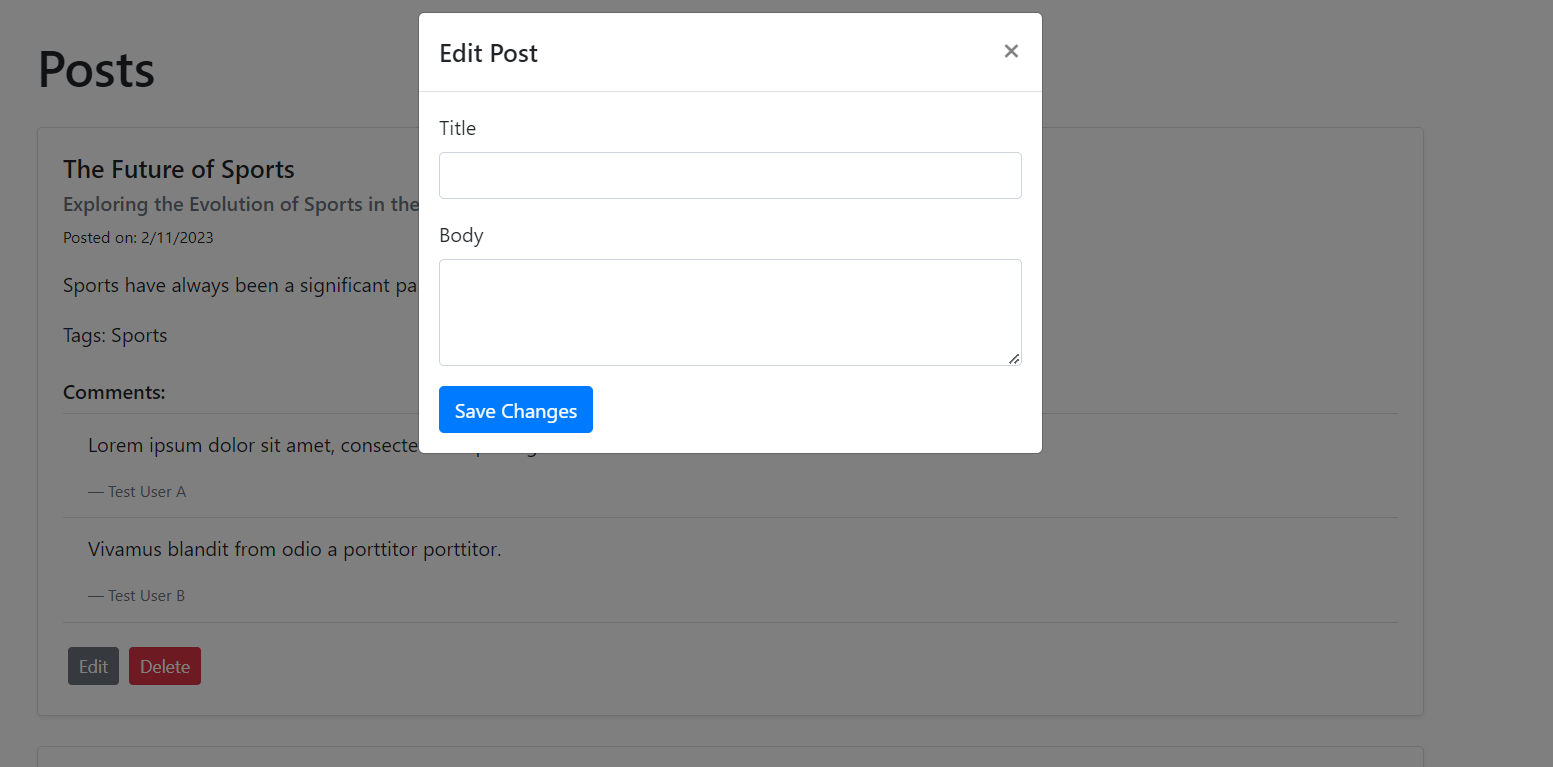 Posts
Edit Post
×
Title
Body
Save Changes
The Future of Sports
Exploring the Evolution of Sports in the
Posted on: 2/11/2023
Sports have always been a significant pa
Tags: Sports
Comments:
Lorem ipsum dolor sit amet, consecte
— Test User A
Vivamus blandit from odio a porttitor porttitor.
— Test User B
Edit
Delete